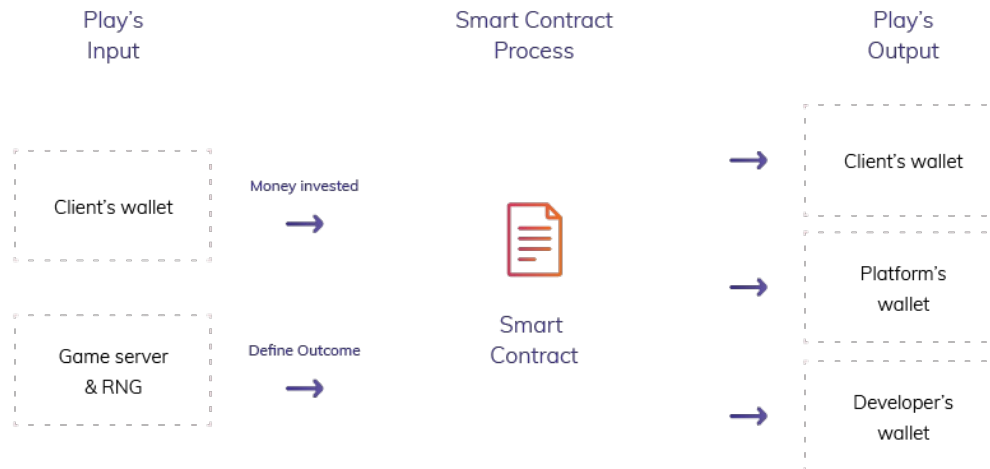 Play's
Input
Smart Contract
Process
Play's
Output
Client's wallet
Money invested
Game server
& RNG
Define Outcome
Smart
Contract
Client's wallet
Platform's
wallet
Developer's
wallet